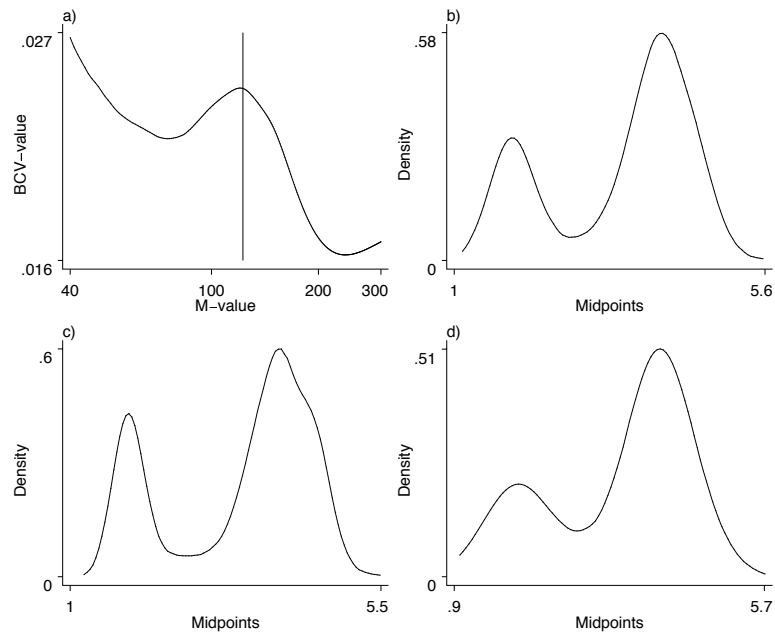 a)
.027
BCV−value
.016
40
100
200
300
M−value
b)
.58
Density
0
1
5.6
Midpoints
c)
.6
Density
0
1
5.5
Midpoints
d)
.51
Density
0
.9
5.7
Midpoints